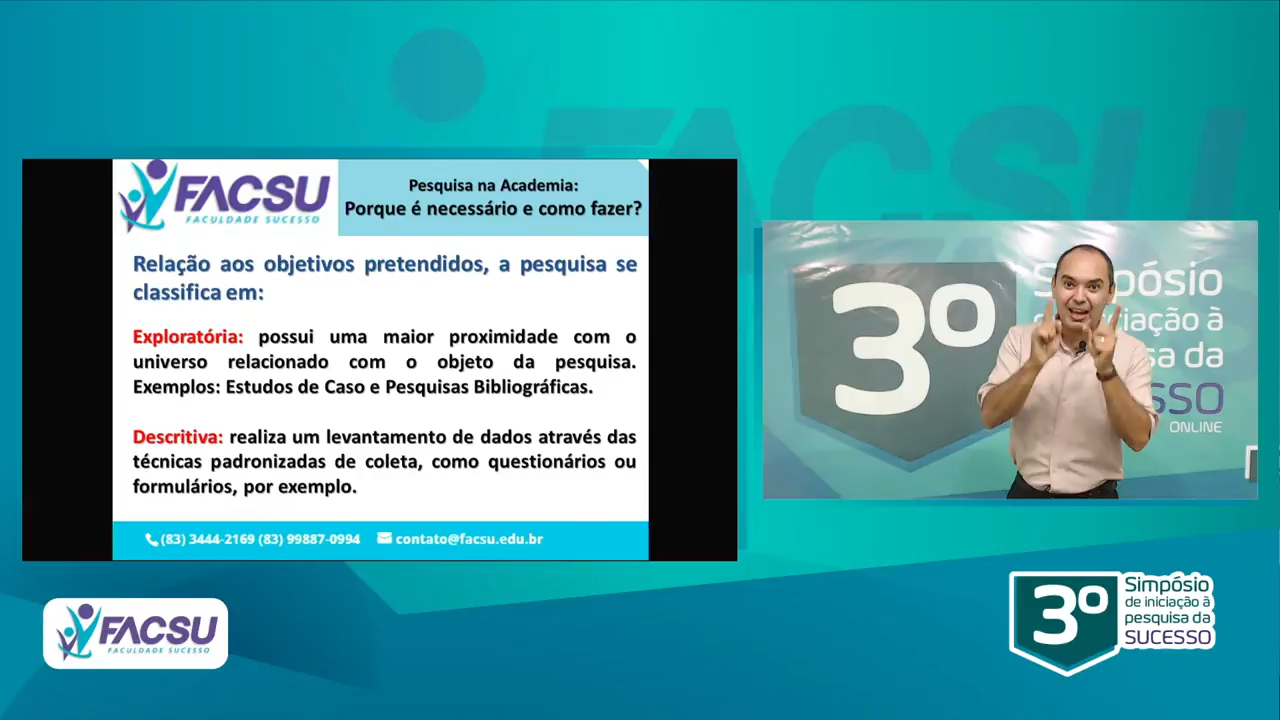 FACSU
FACULDADE SUCESSO
Pesquisa na Academia:
Porque é necessário e como fazer?
Relação aos objetivos pretendidos, a pesquisa se
classifica em:
Exploratória: possui uma maior proximidade com o
universo relacionado com o objeto da pesquisa.
Exemplos: Estudos de Caso e Pesquisas Bibliográficas.
Descritiva: realiza um levantamento de dados através das
técnicas padronizadas de coleta, como questionários ou
formulários, por exemplo.
(83) 3444-2169 (83) 99887-0994 contato@facsu.edu.br
FACSU
3º
ONLINE
FACSU
FACULDADE SUCESSO
3º
Simpósio
de iniciação à
pesquisa da
SUCESSO